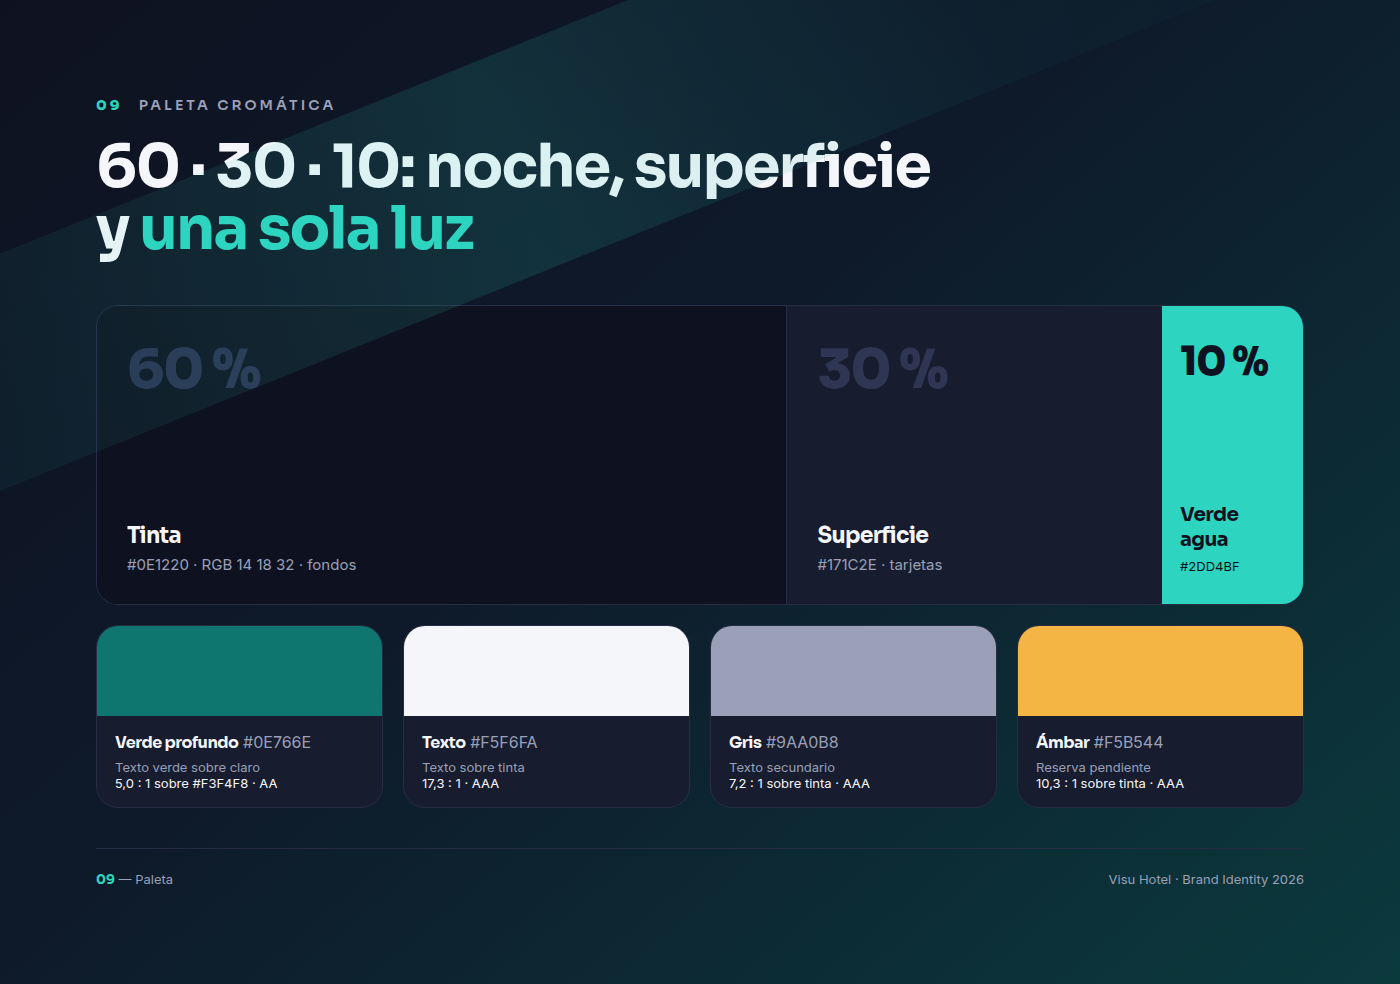 09 PALETA CROMÁTICA
60 · 30 · 10: noche, superficie
y una sola luz
60 %
30 %
10 %
Tinta
#0E1220 · RGB 14 18 32 · fondos
Superficie
#171C2E · tarjetas
Verde
agua
#2DD4BF
Verde profundo #0E766E
Texto verde sobre claro
5,0 : 1 sobre #F3F4F8 · AA
Texto #F5F6FA
Texto sobre tinta
17,3 : 1 · AAA
Gris #9AA0B8
Texto secundario
7,2 : 1 sobre tinta · AAA
Ámbar #F5B544
Reserva pendiente
10,3 : 1 sobre tinta · AAA
09 — Paleta
Visu Hotel · Brand Identity 2026